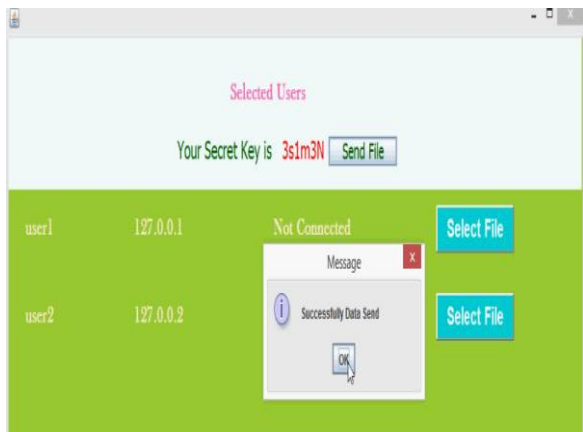 Selected Users
Your Secret Key is 3s1m3N Send File
user1 127.0.0.1 Not Connected Select File
Message x
Successfully Data Send
user2 127.0.0.2 Select File
OK